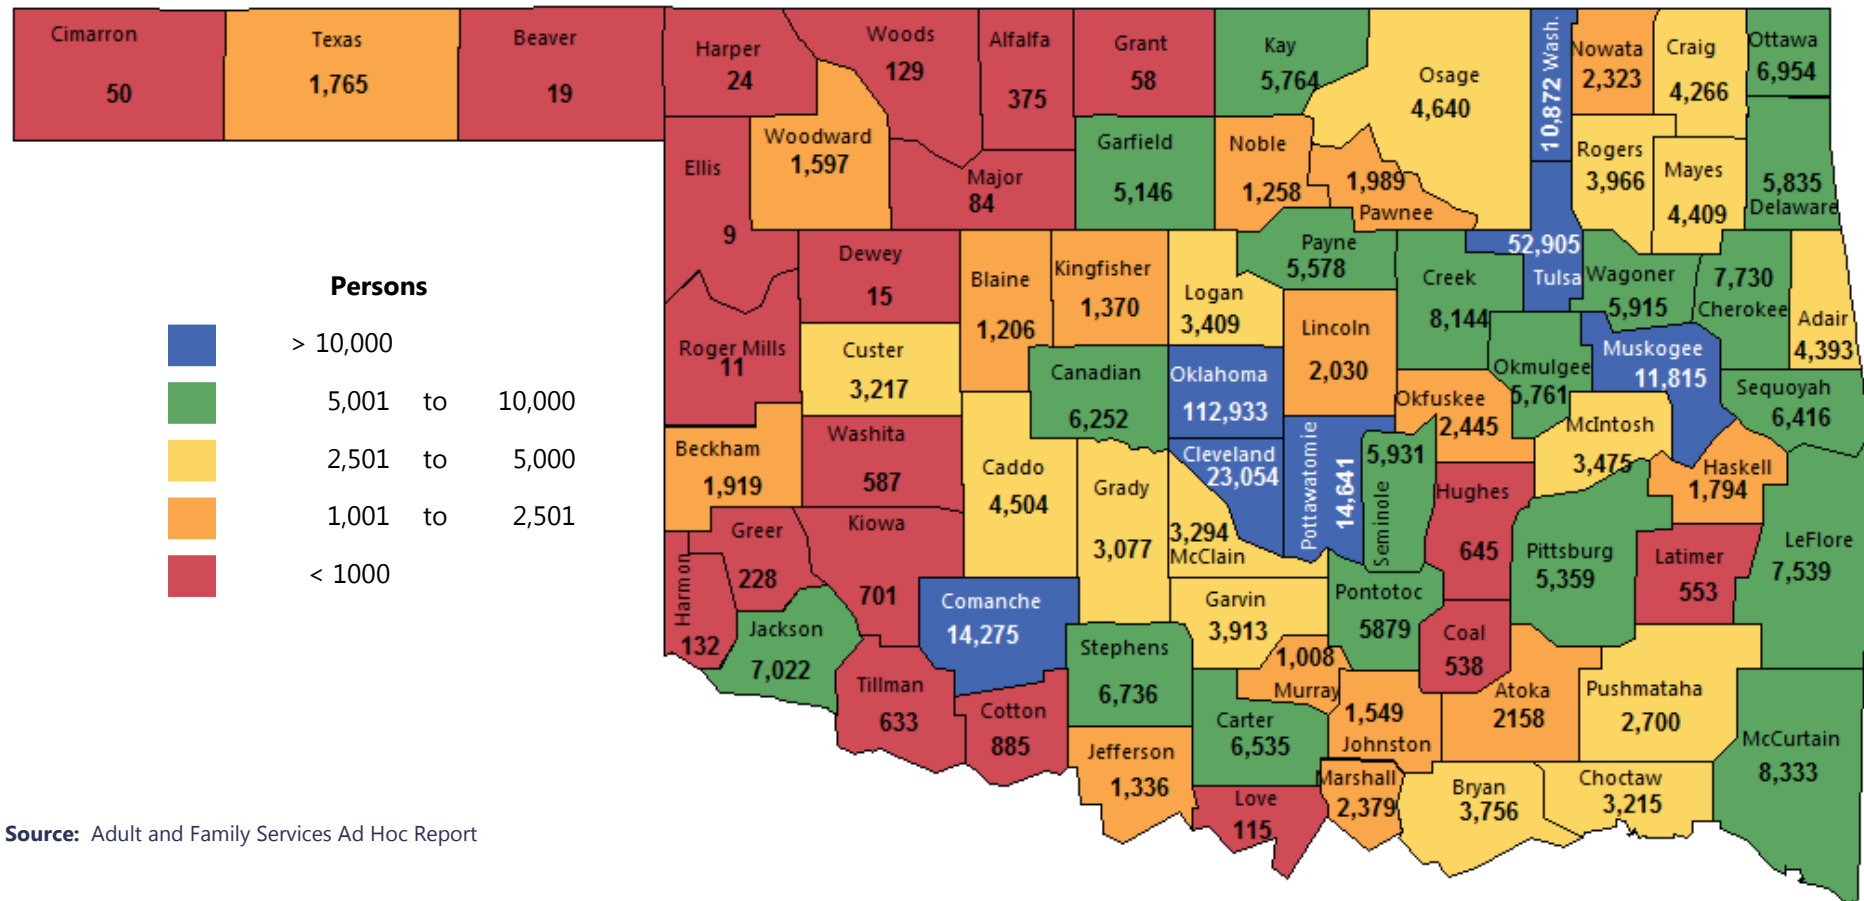 Cimarron
50
Texas
1,765
Beaver
19
Harper
24
Woods
129
Alfalfa
375
Grant
58
Kay
5,764
Osage
4,640
10,872 Wash.
Nowata
2,323
Craig
4,266
Ottawa
6,954
Ellis
9
Woodward
1,597
Major
84
Garfield
5,146
Noble
1,258
1,989
Pawnee
Rogers
3,966
Mayes
4,409
5,835
Delaware
Dewey
15
Blaine
1,206
Kingfisher
1,370
Logan
3,409
Payne
5,578
Creek
8,144
52,905
Tulsa
Wagoner
5,915
7,730
Cherokee
Adair
4,393
Persons
> 10,000
5,001 to 10,000
2,501 to 5,000
1,001 to 2,501
< 1000
Roger Mills
11
Custer
3,217
Canadian
6,252
Oklahoma
112,933
Lincoln
2,030
Okmulgee
5,761
Muskogee
11,815
Sequoyah
6,416
Okfuskee
2,445
McIntosh
3,475
Haskell
1,794
Beckham
1,919
Washita
587
Caddo
4,504
Grady
3,077
Cleveland
23,054
3,294
McClain
Pottawatomie
14,641
5,931
Seminole
Hughes
645
Pittsburg
5,359
Latimer
553
LeFlore
7,539
Greer
228
Kiowa
701
Harmon
132
Jackson
7,022
Comanche
14,275
Tillman
633
Cotton
885
Stephens
6,736
Garvin
3,913
Pontotoc
5879
Coal
538
1,008
Murray
Carter
6,535
1,549
Johnston
Atoka
2158
Pushmataha
2,700
McCurtain
8,333
Jefferson
1,336
Love
115
Marshall
2,379
Bryan
3,756
Choctaw
3,215
Source: Adult and Family Services Ad Hoc Report